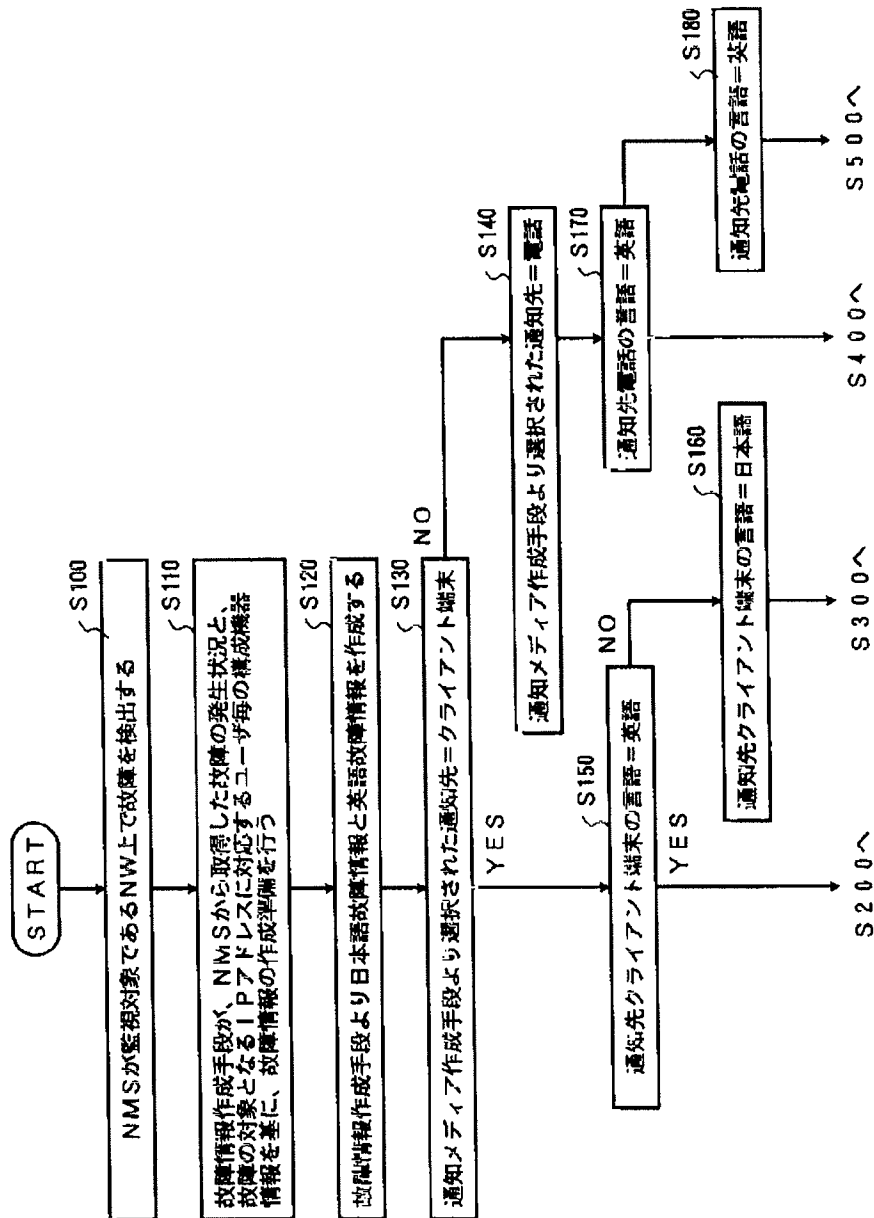 START
S100
NMSが監視対象であるNW上で故障を検出する
S110
故障情報作成手段が、NMSから取得した故障の発生状況と、
故障の対象となるIPアドレスに対応するユーザ毎の構成機器
情報を基に、故障情報の作成準備を行う
S120
故障情報作成手段より日本語故障情報と英語故障情報を作成する
S130
通知メディア作成手段より選択された通知先=クライアント端末
NO
YES
S140
通知メディア作成手段より選択された通知先=電話
S150
通知先クライアント端末の言語=英語
NO
YES
S160
通知先クライアント端末の言語=日本語
S170
通知先電話の言語=英語
S180
通知先電話の言語=英語
S200へ
S300へ
S400へ
S500へ